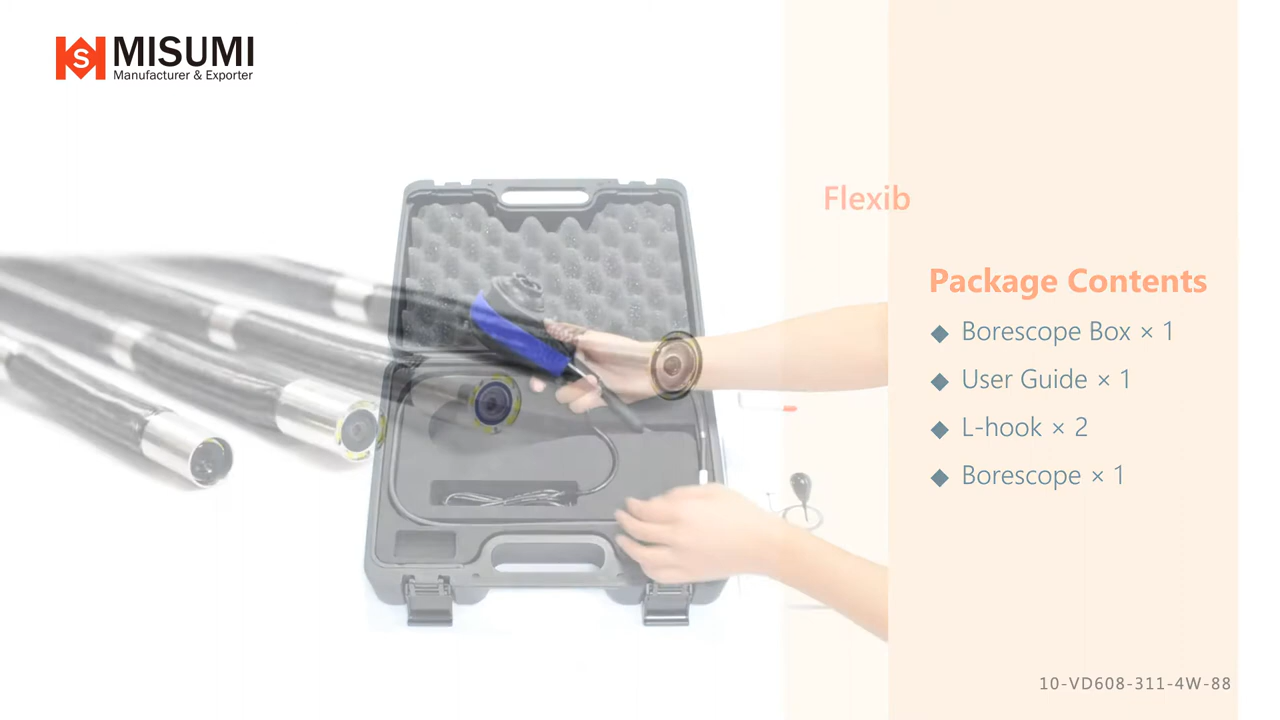 MISUMI
Manufacturer & Exporter
Flexib
Package Contents
◆ Borescope Box × 1
◆ User Guide × 1
◆ L-hook × 2
◆ Borescope × 1
10-VD608-311-4W-88